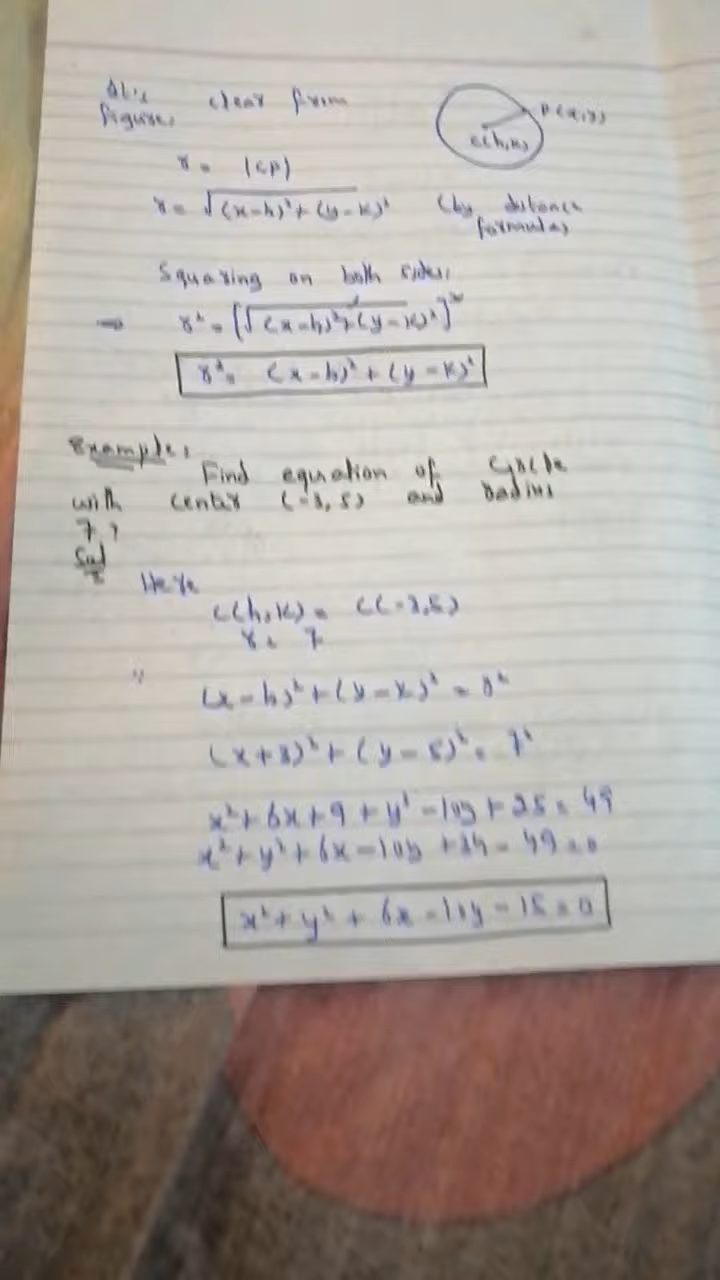 It is clear from
figure,
P(x,y)
C(h,k)
r = |CP|
r = √(x-h)² + (y-k)² (by distance
formula)
Squaring on both sides,
⇒ r² = [√(x-h)² + (y-k)²]²
r² = (x-h)² + (y-k)²
Example:
Find equation of circle
with center (-3, 5) and radius
7?
Sol
Here
C(h,k) = C(-3,5)
r = 7
∵ (x-h)² + (y-k)² = r²
(x+3)² + (y-5)² = 7²
x² + 6x + 9 + y² - 10y + 25 = 49
x² + y² + 6x - 10y + 34 - 49 = 0
x² + y² + 6x - 10y - 15 = 0